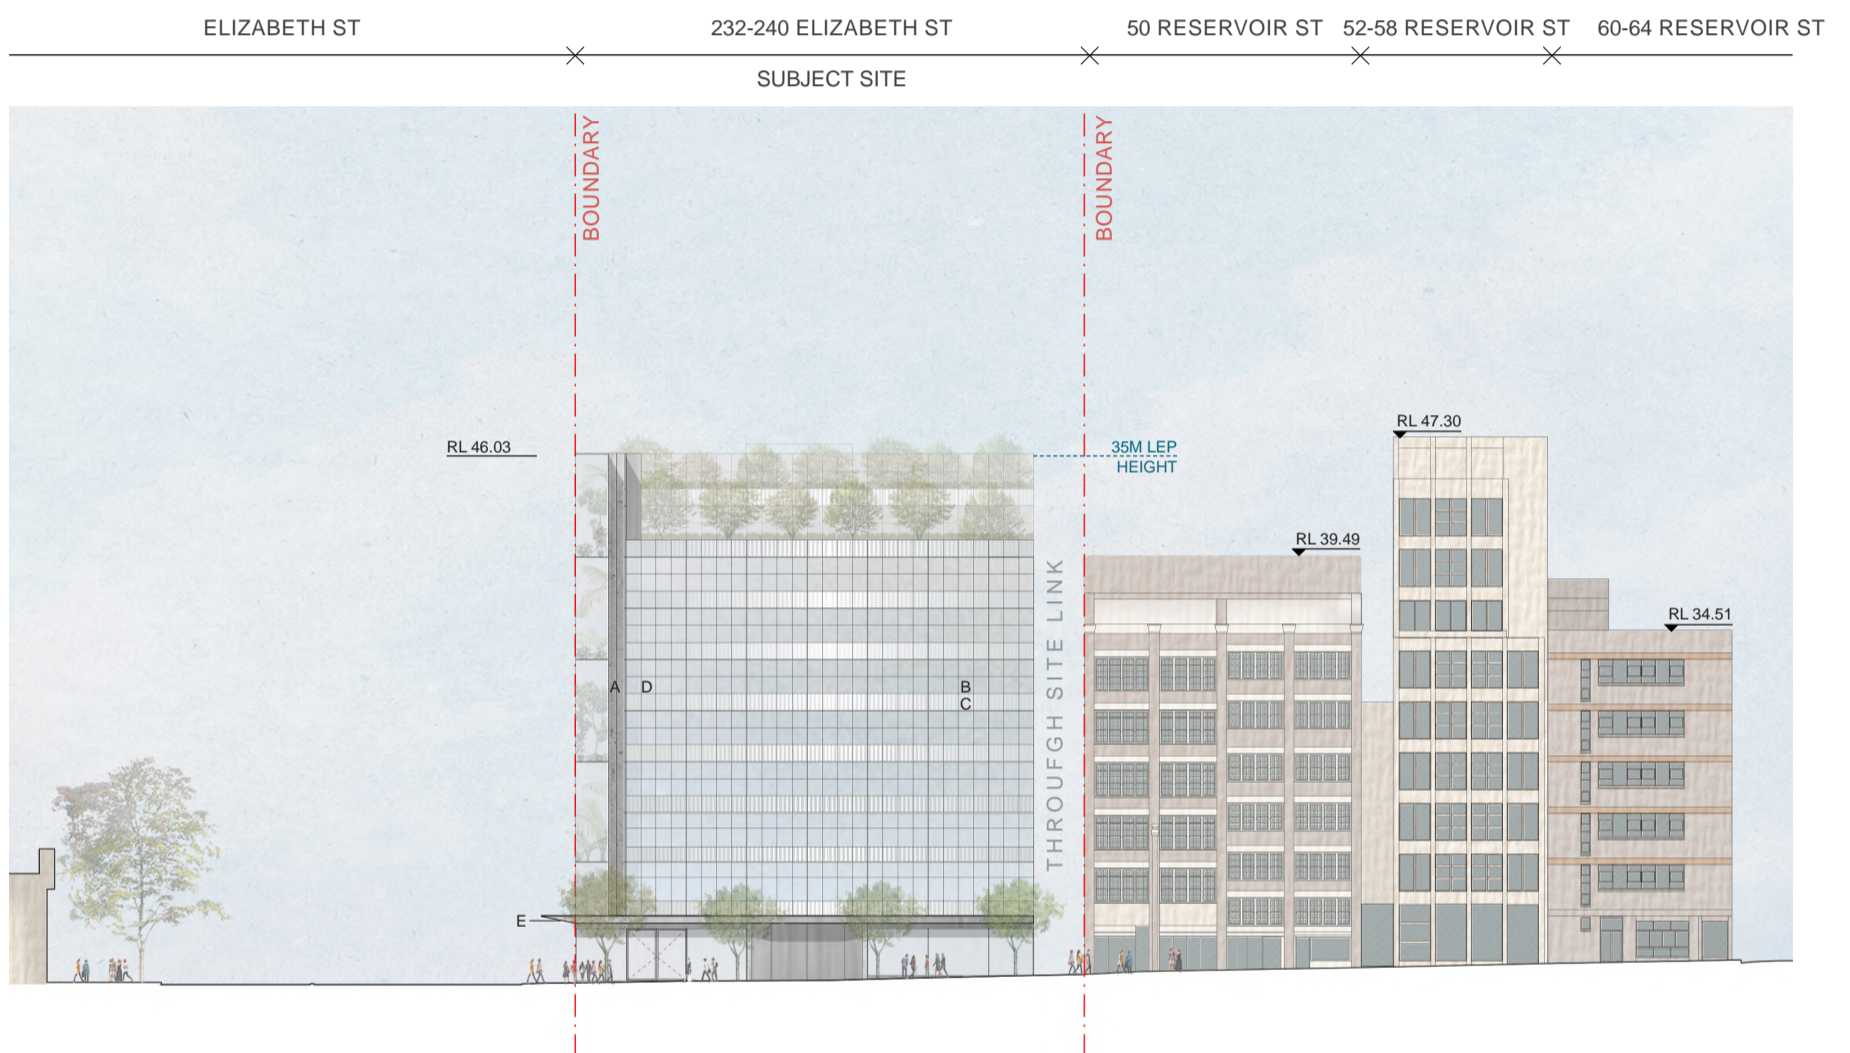 ELIZABETH ST
232-240 ELIZABETH ST
50 RESERVOIR ST
52-58 RESERVOIR ST
60-64 RESERVOIR ST
SUBJECT SITE
BOUNDARY
BOUNDARY
RL 47.30
RL 46.03
35M LEP
HEIGHT
RL 39.49
RL 34.51
THROUFGH SITE LINK
A
D
B
C
E